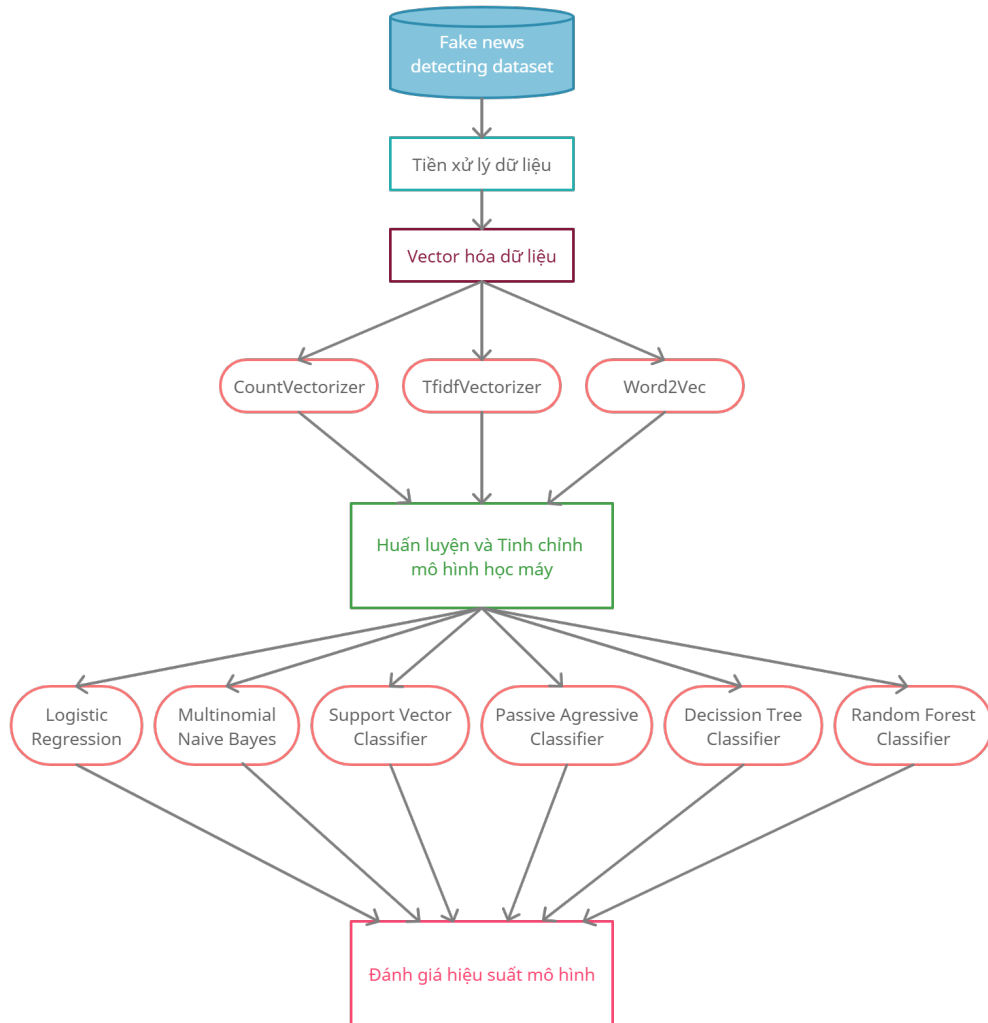 Fake news
detecting dataset
Tiền xử lý dữ liệu
Vector hóa dữ liệu
CountVectorizer
TfidfVectorizer
Word2Vec
Huấn luyện và Tinh chỉnh
mô hình học máy
Logistic
Regression
Multinomial
Naive Bayes
Support Vector
Classifier
Passive Agressive
Classifier
Decission Tree
Classifier
Random Forest
Classifier
Đánh giá hiệu suất mô hình